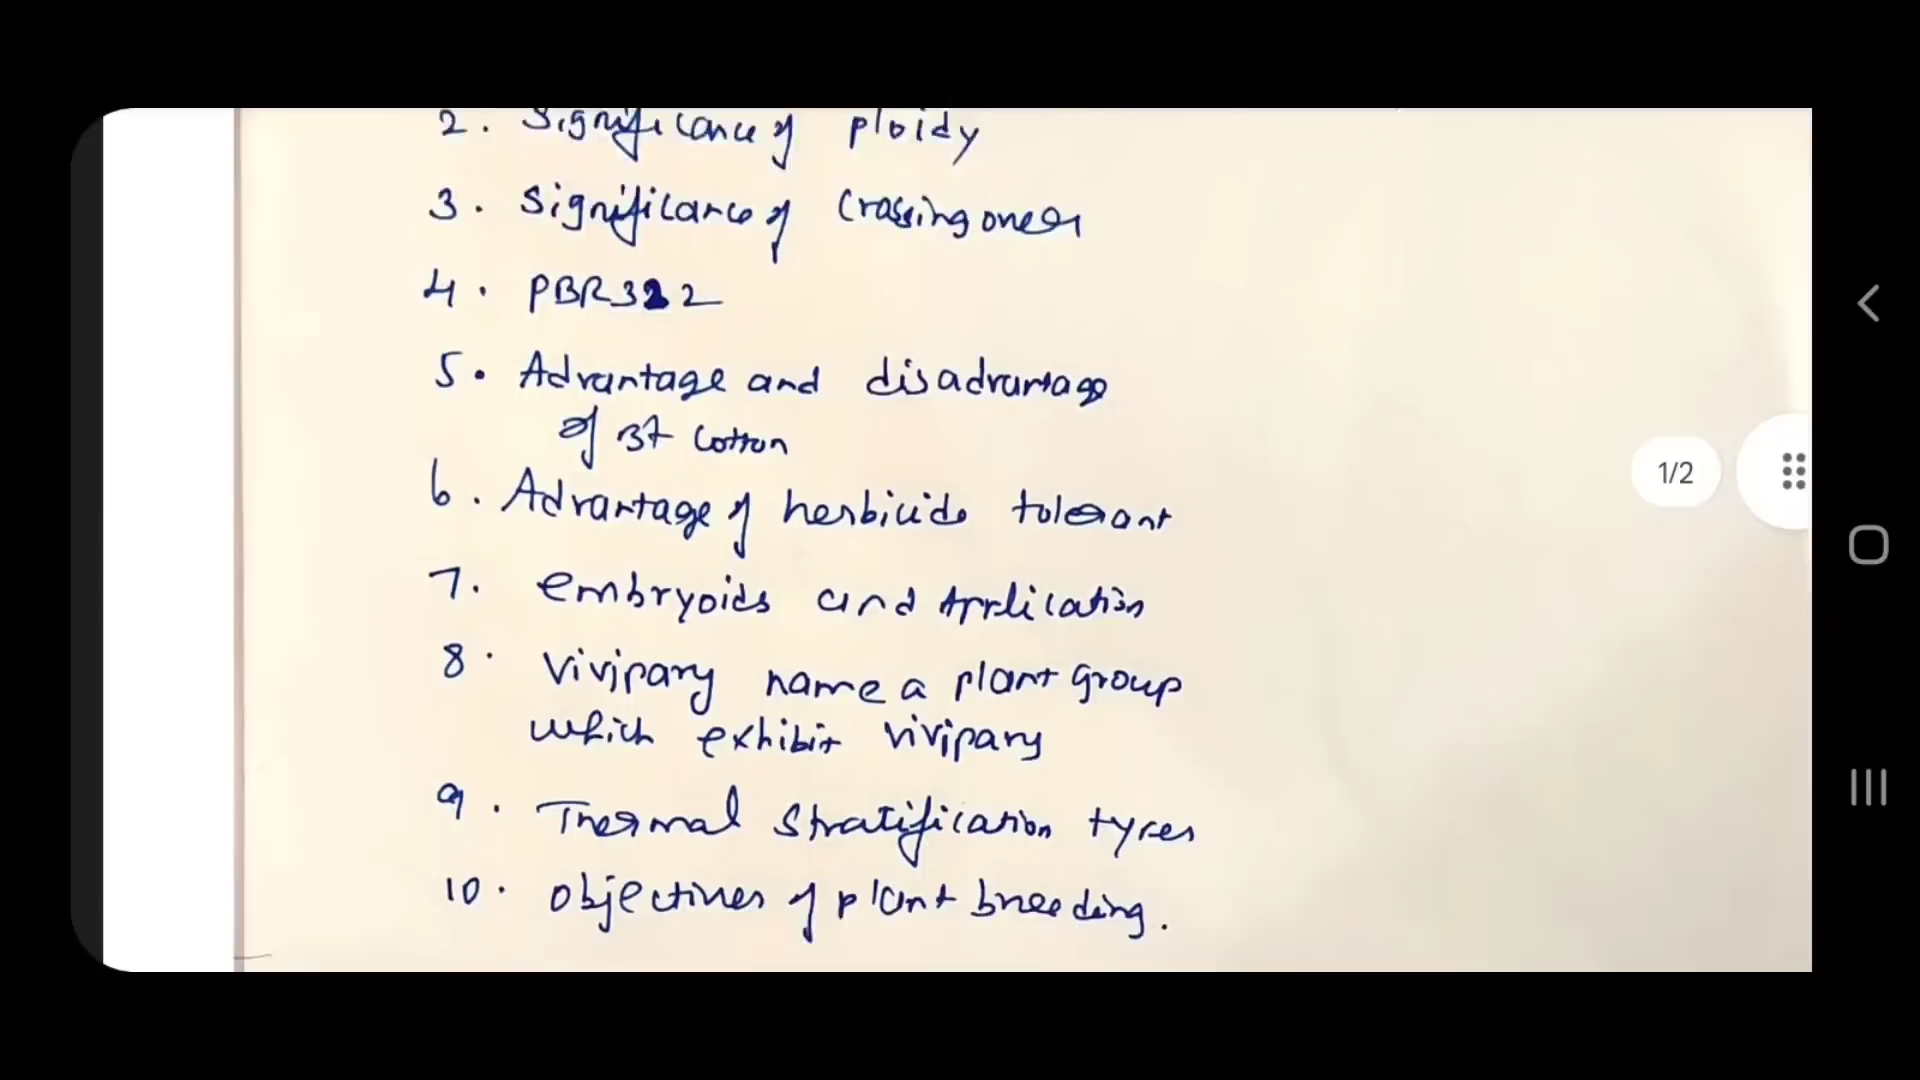 2. Significance of ploidy
3. Significance of Crossing over
4. PBR322
5. Advantage and disadvantage
of Bt Cotton
6. Advantage of herbicide tolerant
1/2
7. embryoids and Application
8. Vivipary name a plant group
which exhibit vivipary
9. Thermal Stratification types
10. Objectives of plant breeding.